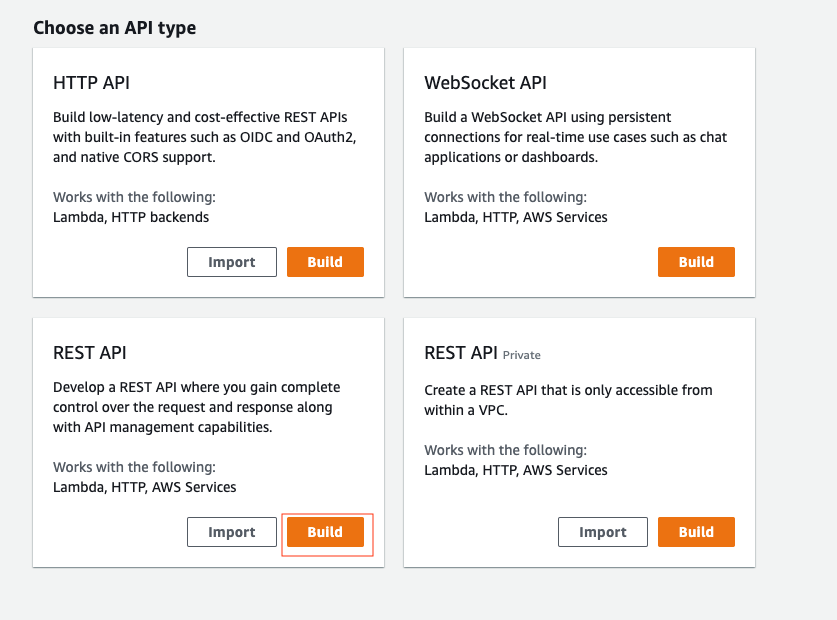 Choose an API type
HTTP API
Build low-latency and cost-effective REST APIs
with built-in features such as OIDC and OAuth2,
and native CORS support.
Works with the following:
Lambda, HTTP backends
Import
Build
WebSocket API
Build a WebSocket API using persistent
connections for real-time use cases such as chat
applications or dashboards.
Works with the following:
Lambda, HTTP, AWS Services
Build
REST API
Develop a REST API where you gain complete
control over the request and response along
with API management capabilities.
Works with the following:
Lambda, HTTP, AWS Services
Import
Build
REST API Private
Create a REST API that is only accessible from
within a VPC.
Works with the following:
Lambda, HTTP, AWS Services
Import
Build